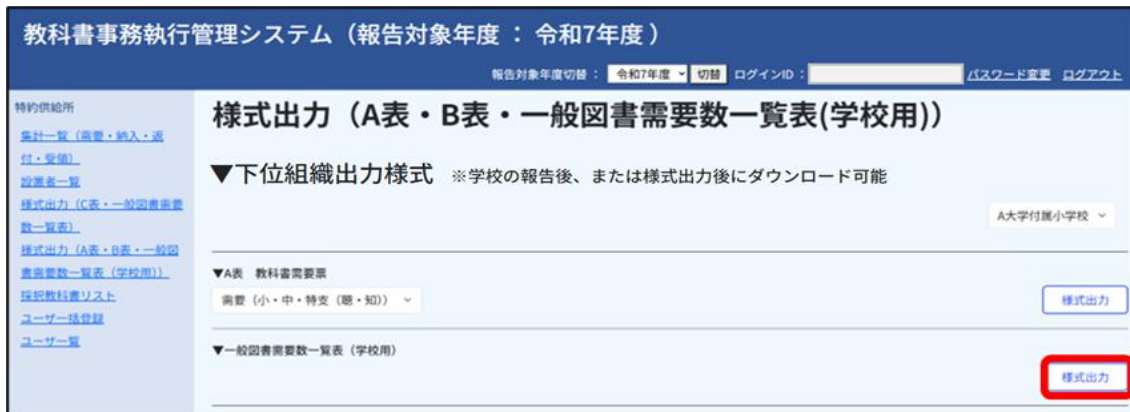 教科書事務執行管理システム（報告対象年度 ： 令和7年度 ）
報告対象年度切替 ： 令和7年度 切替 ログインID : パスワード変更 ログアウト
特約供給所
集計一覧（需要・納入・返
付・受領）
設置者一覧
様式出力（C表・一般図書需要
数一覧表）
様式出力（A表・B表・一般図
書需要数一覧表（学校用））
採択教科書リスト
ユーザ一括登録
ユーザ一覧
様式出力（A表・B表・一般図書需要数一覧表(学校用)）
▼下位組織出力様式 ※学校の報告後、または様式出力後にダウンロード可能
A大学付属小学校
▼A表 教科書需要票
需要（小・中・特支（聴・知））
様式出力
▼一般図書需要数一覧表（学校用）
様式出力